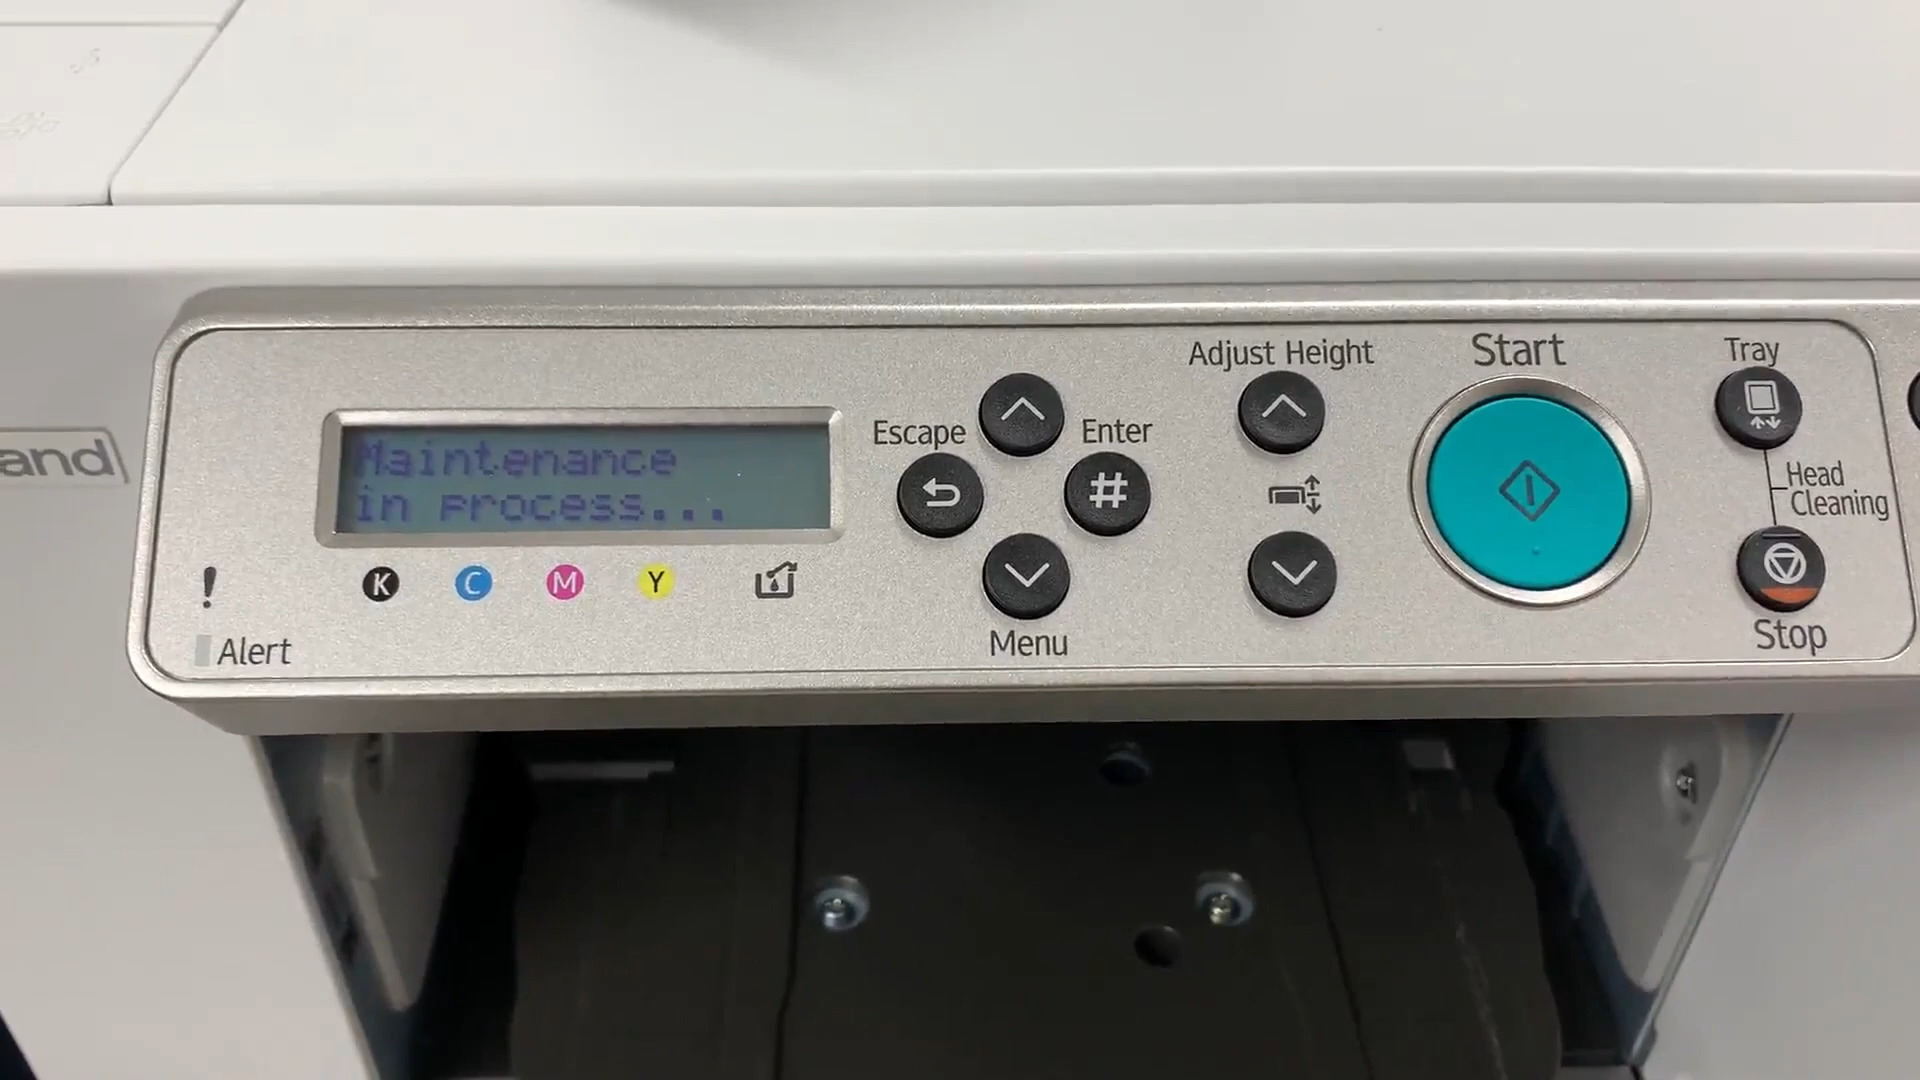 and
Maintenance
in process...
K
C
M
Y
!
Alert
Escape
Enter
#
Menu
Adjust Height
Start
Tray
Head
Cleaning
Stop